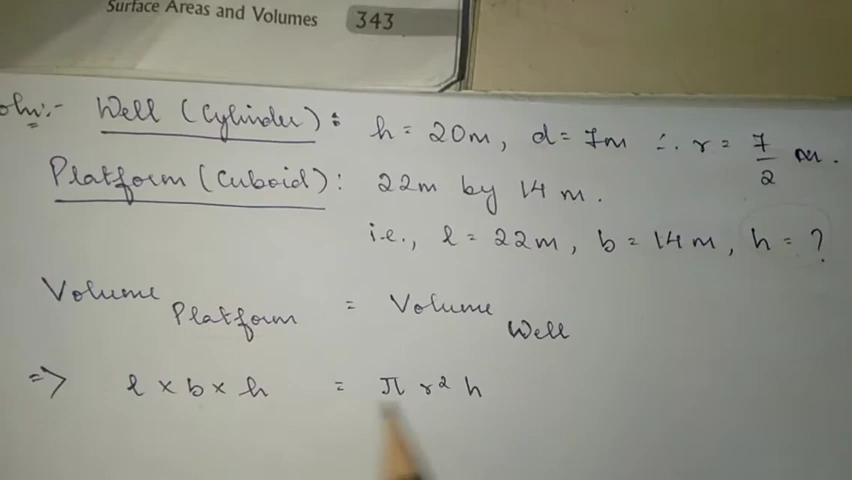 Surface Areas and Volumes 343
Soln:- Well (Cylinder): h = 20m, d = 7m ∴ r = 7/2 m.
Platform (Cuboid): 22m by 14 m.
i.e., l = 22m, b = 14m, h = ?
Volume Platform = Volume Well
=> l × b × h = π r² h